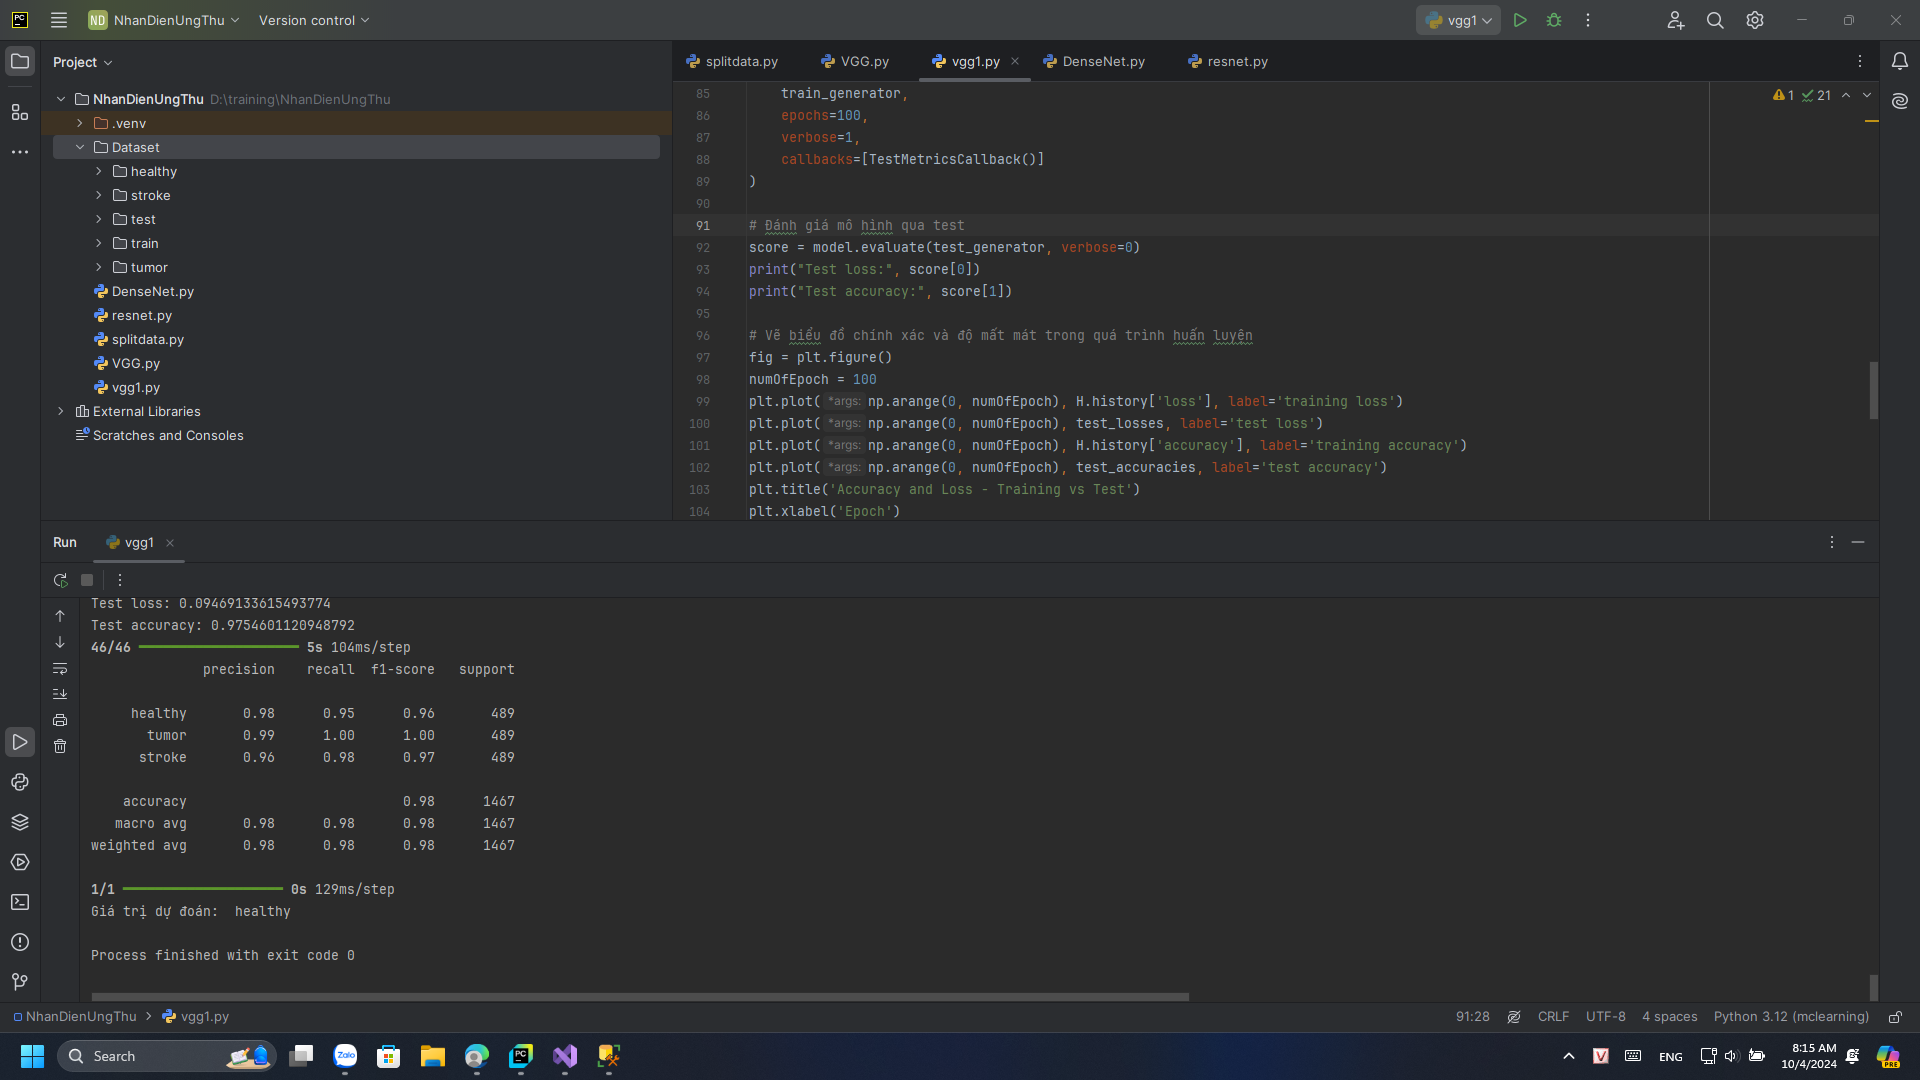 PC
ND NhanDienUngThu
Version control
vgg1
Project
NhanDienUngThu D:\training\NhanDienUngThu
.venv
Dataset
healthy
stroke
test
train
tumor
DenseNet.py
resnet.py
splitdata.py
VGG.py
vgg1.py
External Libraries
Scratches and Consoles
splitdata.py
VGG.py
vgg1.py
DenseNet.py
resnet.py
1 21
85 train_generator,
86 epochs=100,
87 verbose=1,
88 callbacks=[TestMetricsCallback()]
89 )
90
91 # Đánh giá mô hình qua test
92 score = model.evaluate(test_generator, verbose=0)
93 print("Test loss:", score[0])
94 print("Test accuracy:", score[1])
95
96 # Vẽ biểu đồ chính xác và độ mất mát trong quá trình huấn luyện
97 fig = plt.figure()
98 numOfEpoch = 100
99 plt.plot( *args: np.arange(0, numOfEpoch), H.history['loss'], label='training loss')
100 plt.plot( *args: np.arange(0, numOfEpoch), test_losses, label='test loss')
101 plt.plot( *args: np.arange(0, numOfEpoch), H.history['accuracy'], label='training accuracy')
102 plt.plot( *args: np.arange(0, numOfEpoch), test_accuracies, label='test accuracy')
103 plt.title('Accuracy and Loss - Training vs Test')
104 plt.xlabel('Epoch')
Run vgg1
Test loss: 0.09469133615493774
Test accuracy: 0.9754601120948792
46/46 5s 104ms/step
precision recall f1-score support
healthy 0.98 0.95 0.96 489
tumor 0.99 1.00 1.00 489
stroke 0.96 0.98 0.97 489
accuracy 0.98 1467
macro avg 0.98 0.98 0.98 1467
weighted avg 0.98 0.98 0.98 1467
1/1 0s 129ms/step
Giá trị dự đoán: healthy
Process finished with exit code 0
NhanDienUngThu > vgg1.py
91:28 CRLF UTF-8 4 spaces Python 3.12 (mclearning)
Search
Zalo
PC
V
ENG
8:15 AM
10/4/2024
PRE